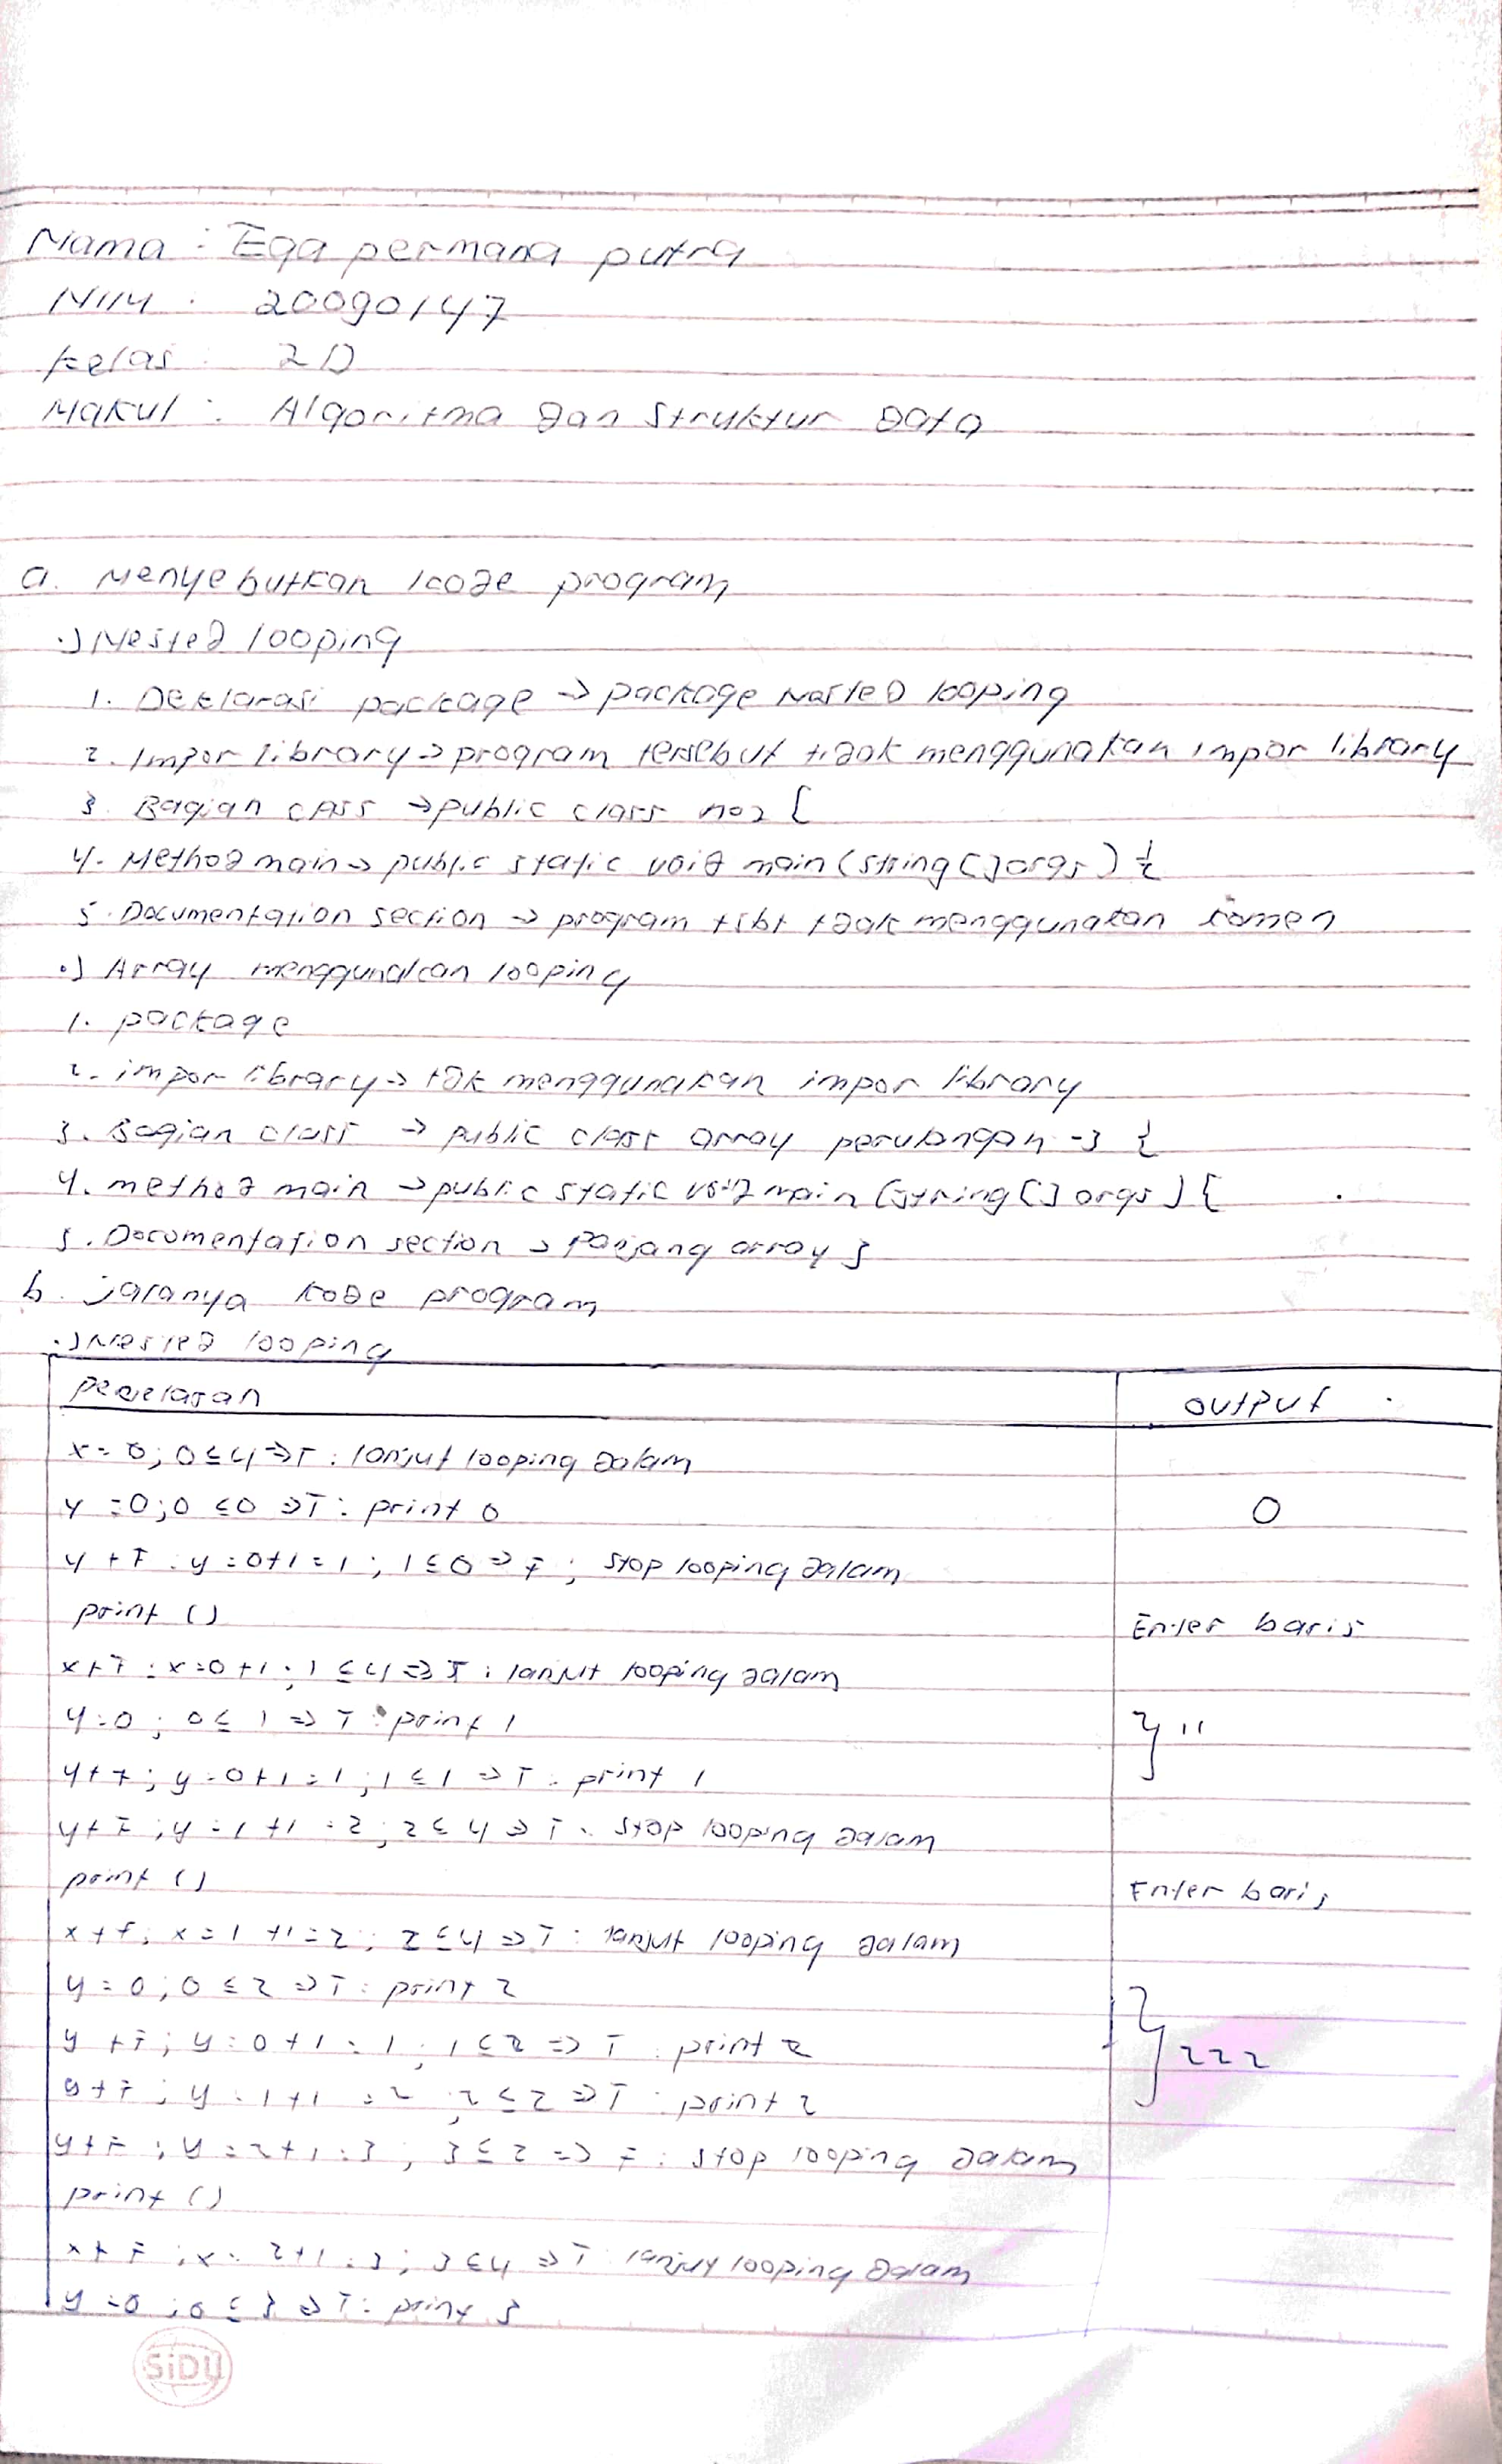 Nama : Ega permana putra
NIM : 20090147
Kelas : 2D
Makul : Algoritma dan Struktur Data
a. Menyebutkan kode program
.) Nested looping
1. Deklarasi package -> package Nested looping
2. Impor library -> program tersebut tidak menggunakan impor library
3. Bagian class -> public class no2 {
4. Method main -> public static void main (string [] args) {
5. Documentation section -> program tsbt tdak menggunakan komen
.) Array menggunakan looping
1. package
2. impor library -> tdk menggunakan impor library
3. Bagian class -> public class array perulangan -3 {
4. method main -> public static void main (string [] args) {
5. Documentation section -> Panjang array 3
b. jalanya kode program
.) Nested looping
Penjelasan OUTPUT
x = 0; 0 ≤ 4 => T : lanjut looping dalam
y = 0; 0 ≤ 0 => T : print 0 0
y++ : y = 0+1 = 1 ; 1 ≤ 0 => F ; Stop looping dalam
print () Enter baris
x++ : x = 0+1 ; 1 ≤ 4 => T : lanjut looping dalam
y = 0 ; 0 ≤ 1 => T : print 1 } 11
y++ ; y = 0+1 = 1 ; 1 ≤ 1 => T : print 1
y++ ; y = 1+1 = 2 ; 2 ≤ 4 => T : Stop looping dalam
print () Enter baris
x++ ; x = 1+1 = 2 ; 2 ≤ 4 => T : lanjut looping dalam
y = 0 ; 0 ≤ 2 => T : print 2
y++ ; y = 0+1 = 1 ; 1 ≤ 2 => T : print 2 } 222
y++ ; y = 1+1 = 2 ; 2 ≤ 2 => T : print 2
y++ ; y = 2+1 = 3 ; 3 ≤ 2 => F : Stop looping dalam
print ()
x++ ; x = 2+1 = 3 ; 3 ≤ 4 => T lanjut looping dalam
y = 0 ; 0 ≤ 3 => T : print 3
SiDU